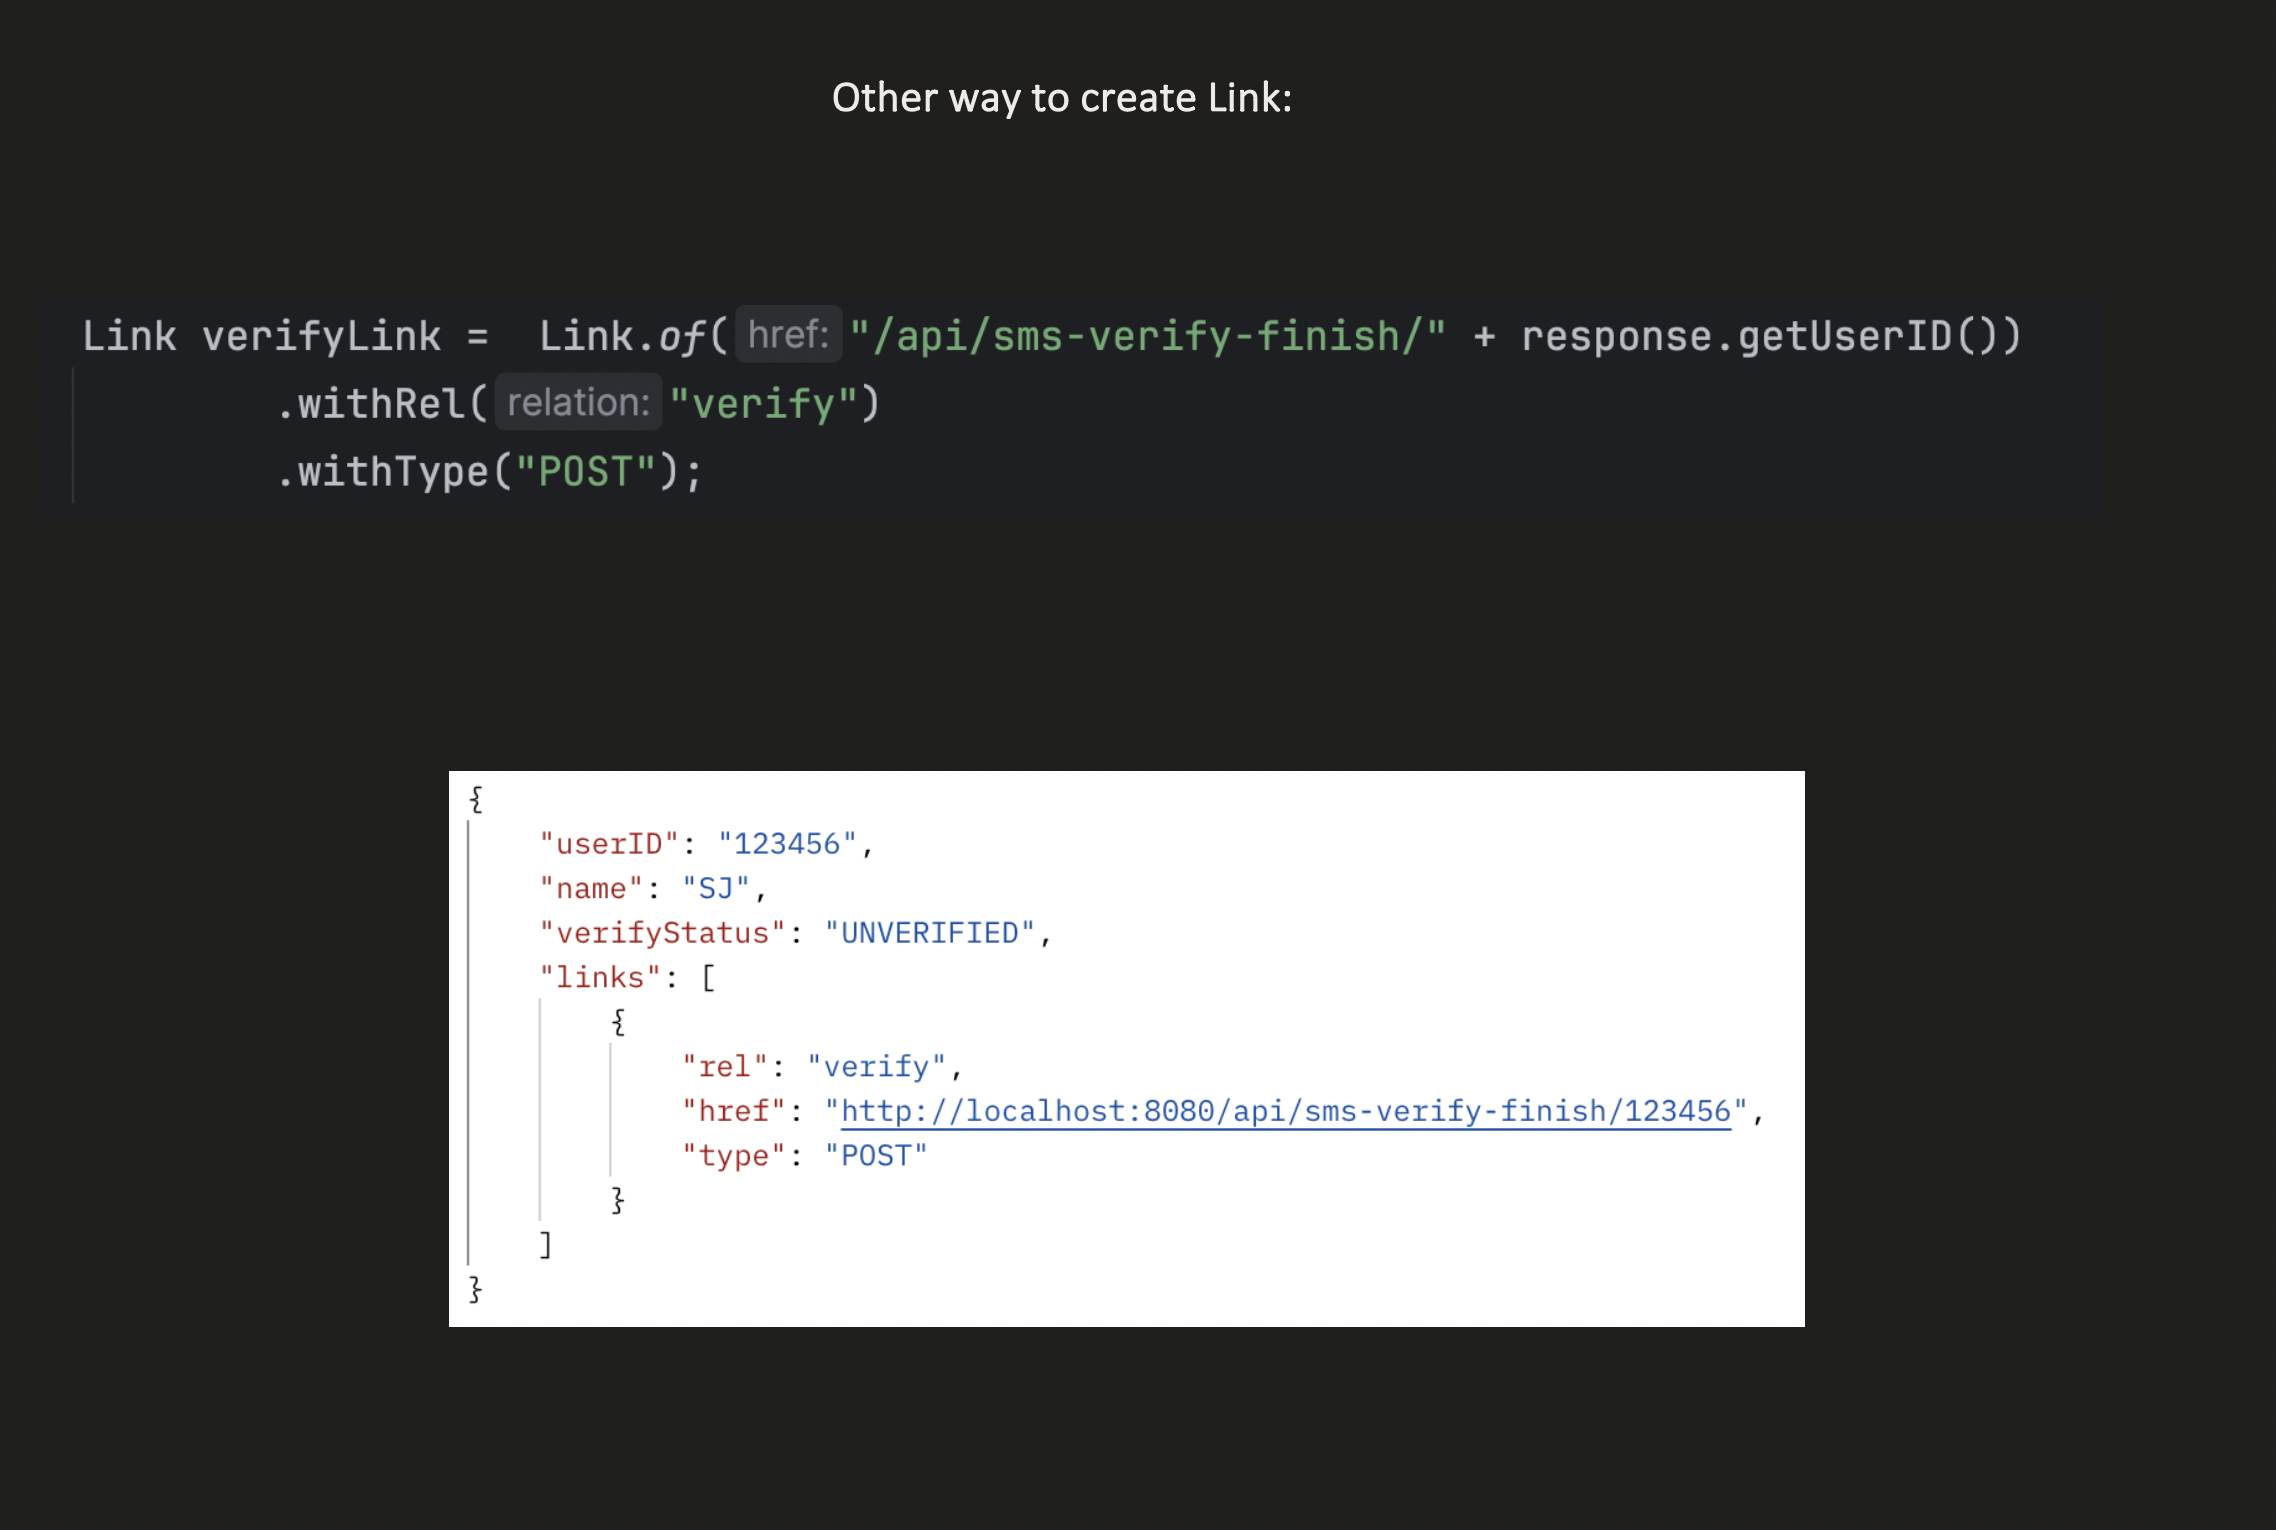 Other way to create Link:
Link verifyLink =  Link.of( href: "/api/sms-verify-finish/" + response.getUserID())
.withRel( relation: "verify")
.withType("POST");
{
"userID": "123456",
"name": "SJ",
"verifyStatus": "UNVERIFIED",
"links": [
{
"rel": "verify",
"href": "http://localhost:8080/api/sms-verify-finish/123456",
"type": "POST"
}
]
}